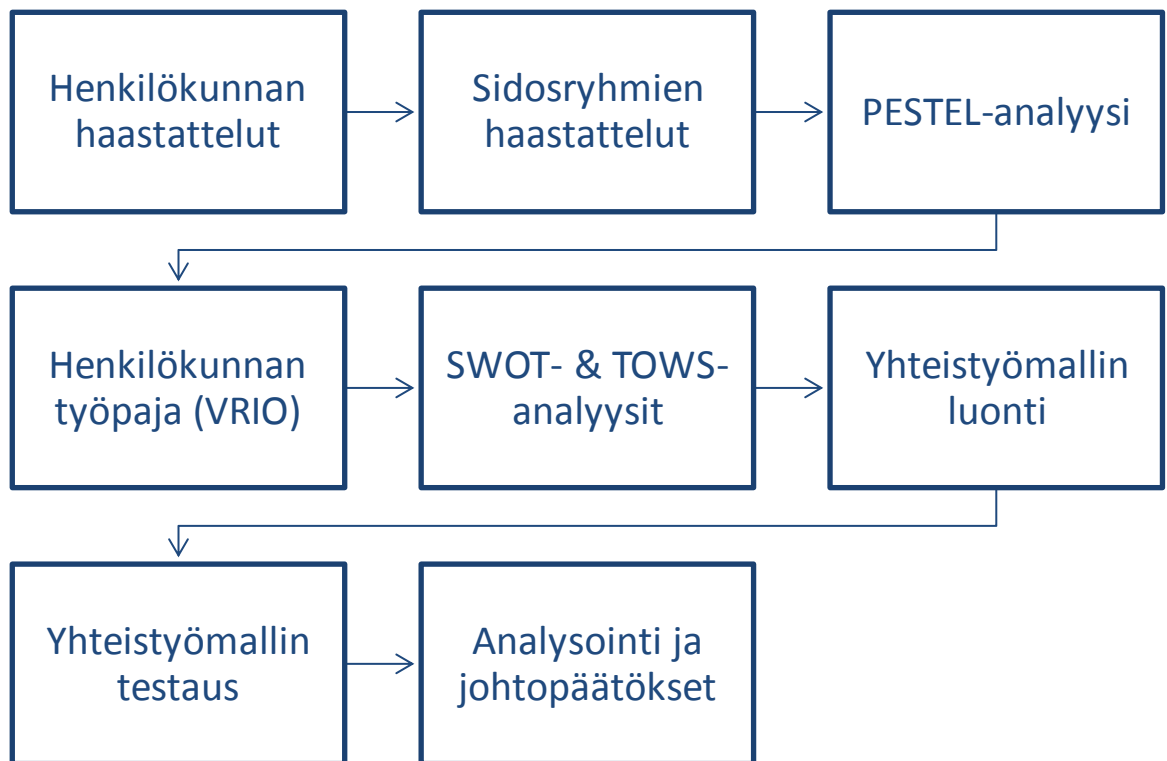 Henkilökunnan
haastattelut
Sidosryhmien
haastattelut
PESTEL-analyysi
Henkilökunnan
työpaja (VRIO)
SWOT- & TOWS-
analyysit
Yhteistyömallin
luonti
Yhteistyömallin
testaus
Analysointi ja
johtopäätökset